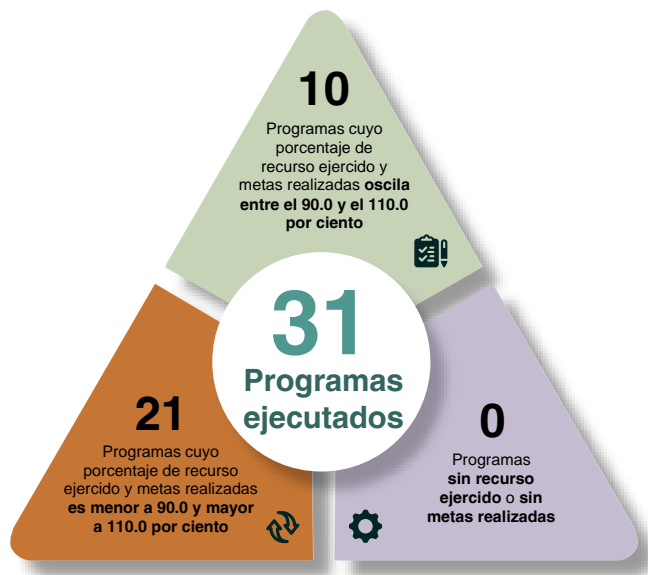 10
Programas cuyo
porcentaje de
recurso ejercido y
metas realizadas oscila
entre el 90.0 y el 110.0
por ciento
31
Programas
ejecutados
21
Programas cuyo
porcentaje de recurso
ejercido y metas realizadas
es menor a 90.0 y mayor
a 110.0 por ciento
0
Programas
sin recurso
ejercido o sin
metas realizadas